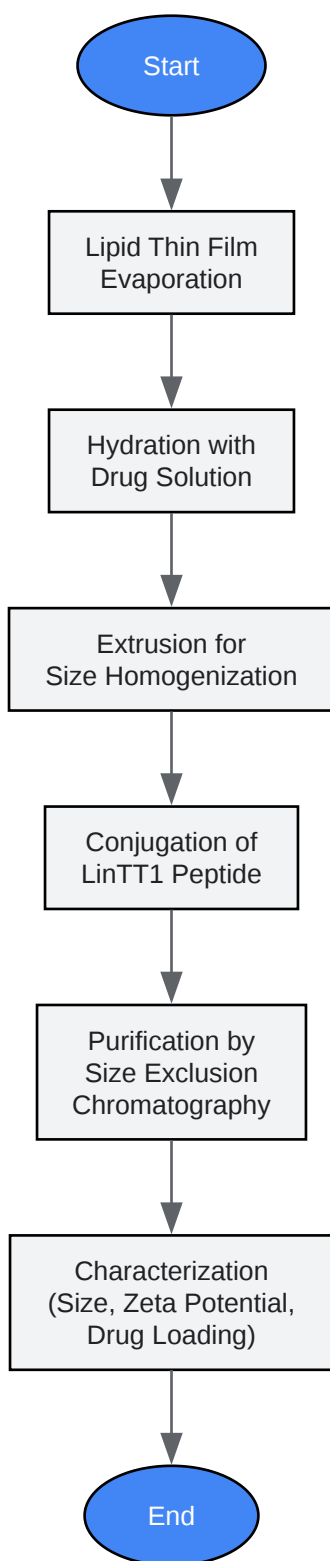 Start
Lipid Thin Film
Evaporation
Hydration with
Drug Solution
Extrusion for
Size Homogenization
Conjugation of
LinTT1 Peptide
Purification by
Size Exclusion
Chromatography
Characterization
(Size, Zeta Potential,
Drug Loading)
End